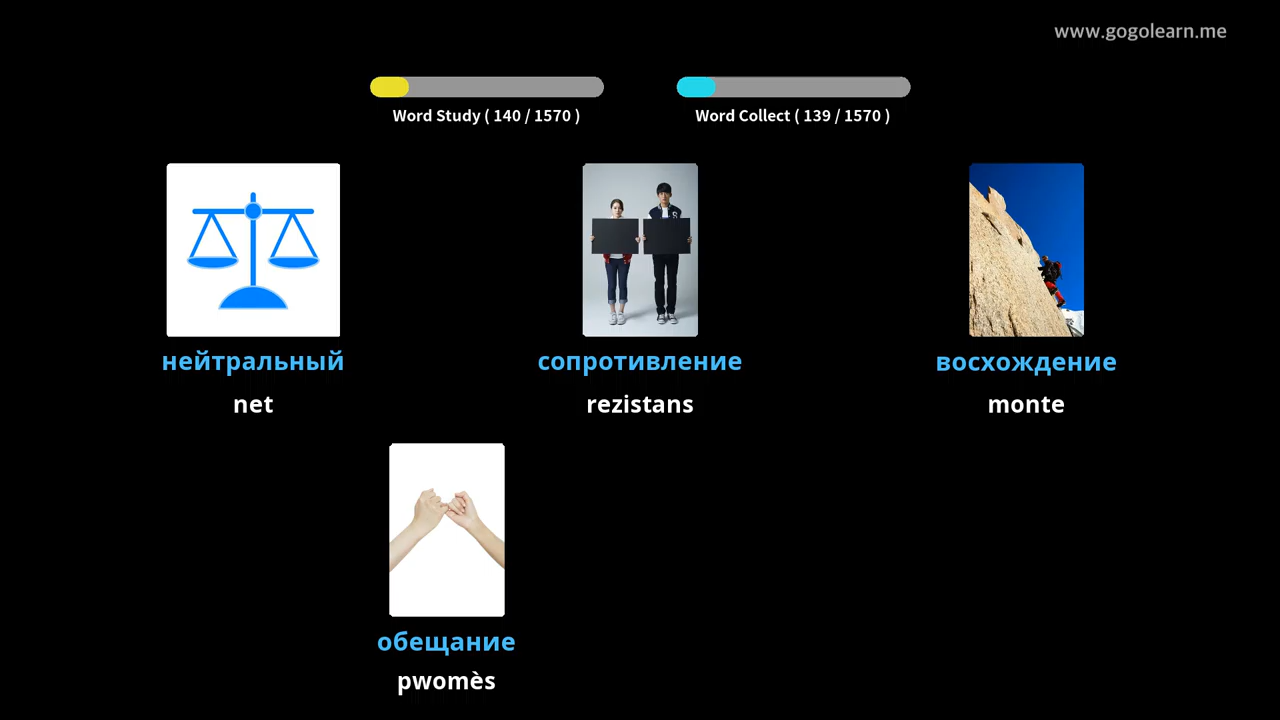 www.gogolearn.me
Word Study ( 140 / 1570 )
Word Collect ( 139 / 1570 )
нейтральный
net
сопротивление
rezistans
восхождение
monte
обещание
pwomès